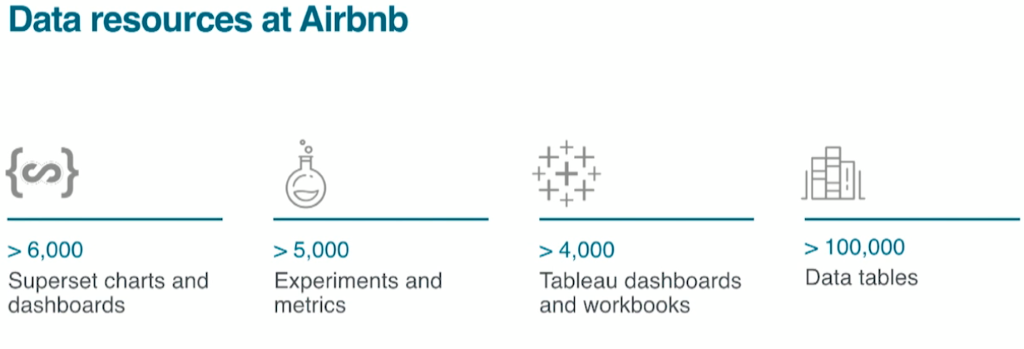 Data resources at Airbnb
> 6,000
Superset charts and
dashboards
> 5,000
Experiments and
metrics
> 4,000
Tableau dashboards
and workbooks
> 100,000
Data tables